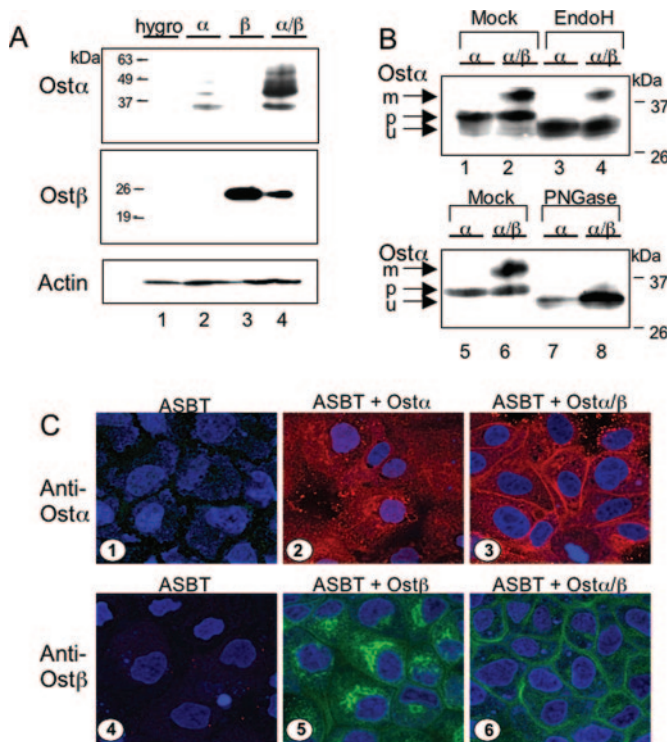 A
hygro α β α/β
kDa
Ostα
63
49
37
Ostβ
26
19
Actin
1 2 3 4
B
Mock EndoH
α α/β α α/β
Ostα
kDa
m
p
u
37
26
1 2 3 4
Mock PNGase
α α/β α α/β
Ostα
kDa
m
p
u
37
26
5 6 7 8
C
ASBT ASBT + Ostα ASBT + Ostα/β
Anti-
Ostα
1 2 3
ASBT ASBT + Ostβ ASBT + Ostα/β
Anti-
Ostβ
4 5 6